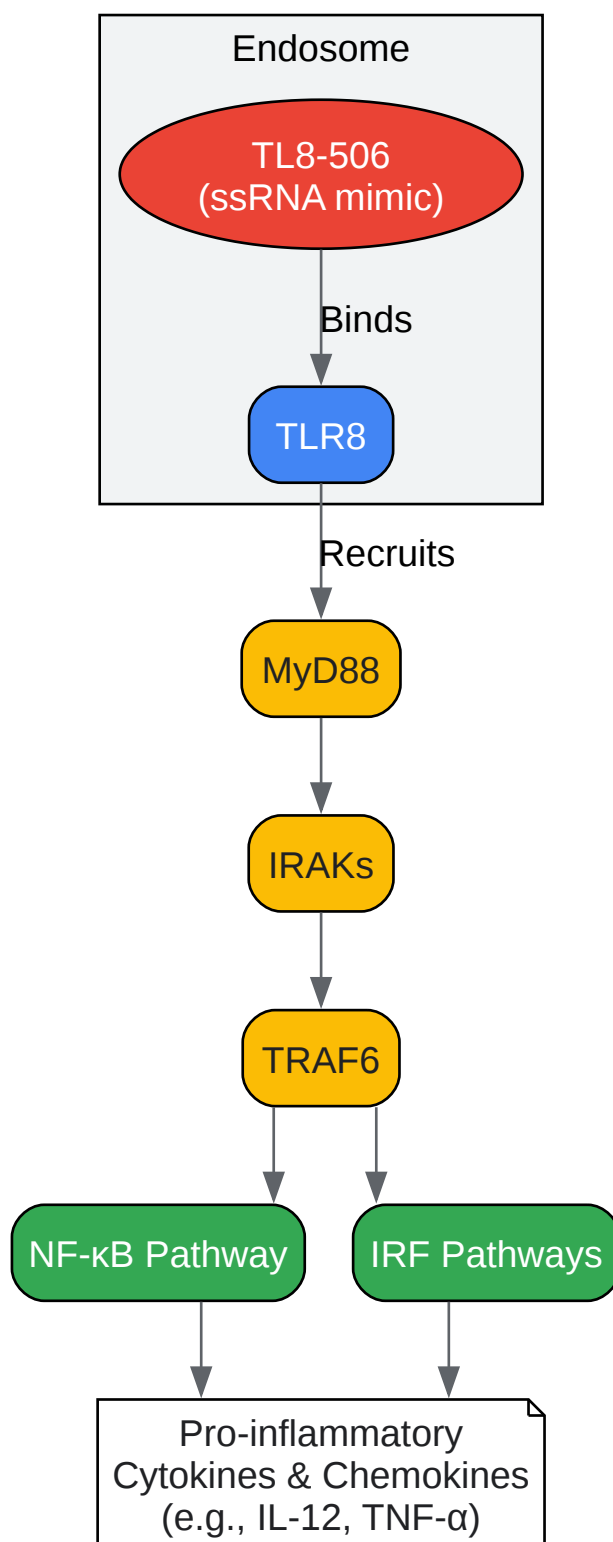 Endosome
TL8-506
(ssRNA mimic)
Binds
TLR8
Recruits
MyD88
IRAKs
TRAF6
NF-κB Pathway
IRF Pathways
Pro-inflammatory
Cytokines & Chemokines
(e.g., IL-12, TNF-α)